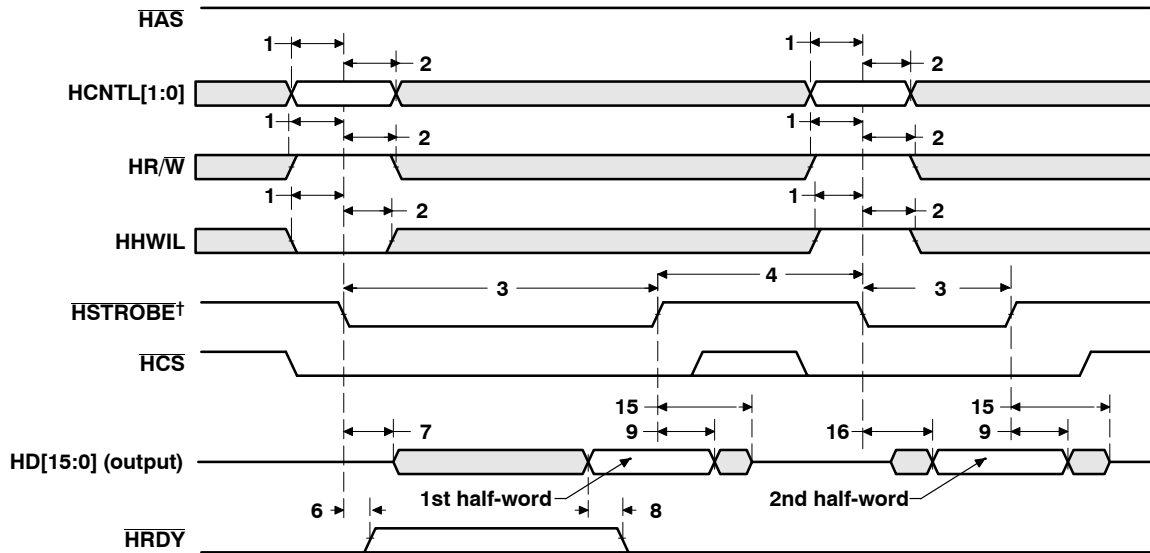 HAS
1 1
2 2
HCNTL[1:0]
1 1
2 2
HR/W
1 1
2 2
HHWIL
4
3 3
HSTROBE†
HCS
15 15
7 9 16 9
HD[15:0] (output)
1st half-word 2nd half-word
6 8
HRDY